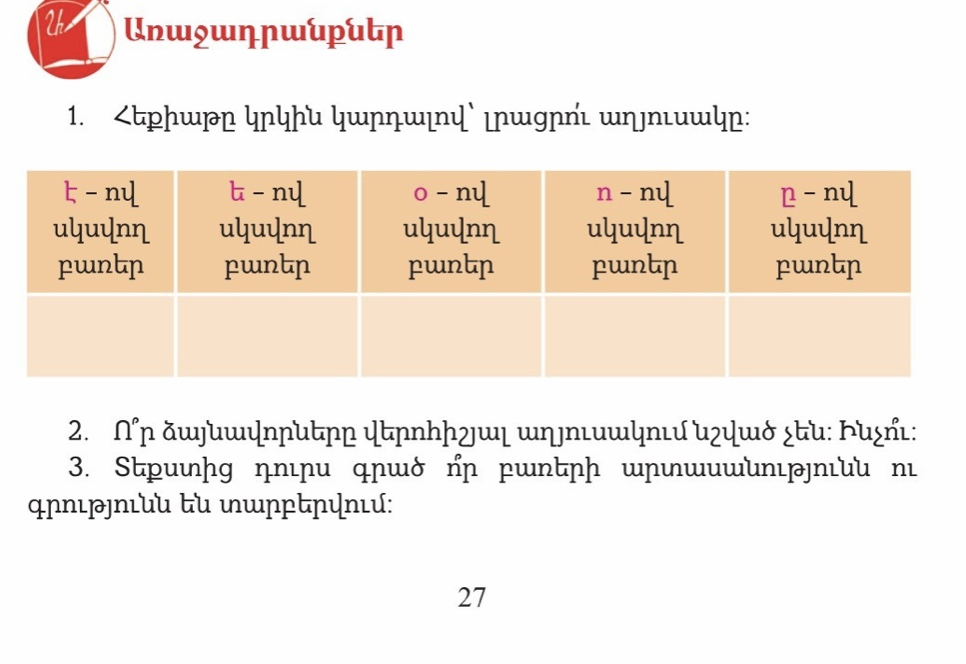 Առաջադրանքներ
1. Հեքիաթը կրկին կարդալով՝ լրացրո՛ւ աղյուսակը:
է – ով սկսվող բառեր
ե – ով սկսվող բառեր
օ – ով սկսվող բառեր
ո – ով սկսվող բառեր
ը – ով սկսվող բառեր
2. Ո՞ր ձայնավորները վերոհիշյալ աղյուսակում նշված չեն: Ինչո՞ւ:
3. Տեքստից դուրս գրած ո՞ր բառերի արտասանությունն ու
գրությունն են տարբերվում:
27